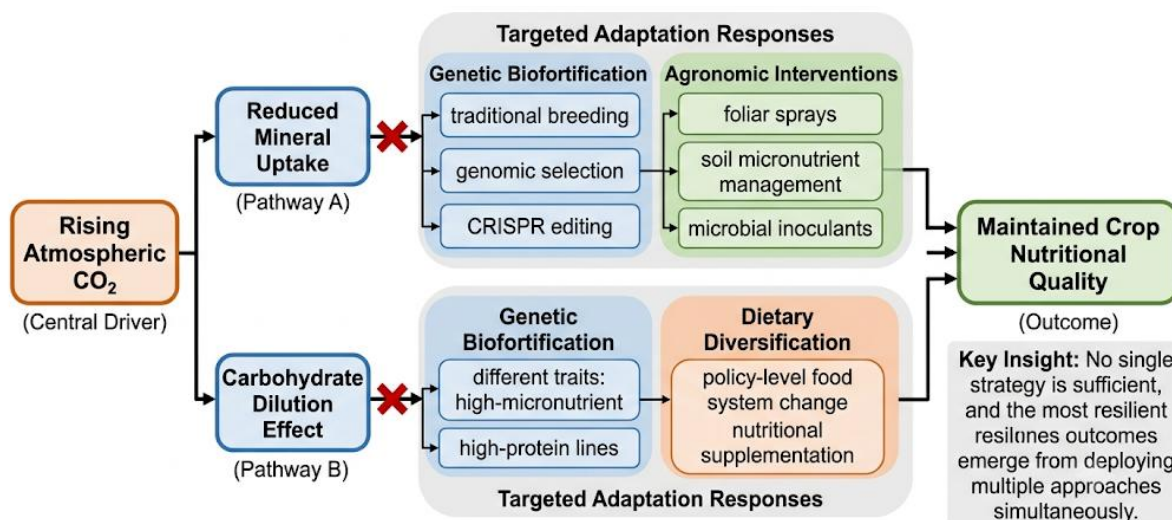 Targeted Adaptation Responses
Genetic Biofortification
traditional breeding
genomic selection
CRISPR editing
Agronomic Interventions
foliar sprays
soil micronutrient
management
microbial inoculants
Reduced
Mineral
Uptake
(Pathway A)
Rising
Atmospheric
CO₂
(Central Driver)
Carbohydrate
Dilution
Effect
(Pathway B)
Genetic
Biofortification
different traits:
high-micronutrient
high-protein lines
Dietary
Diversification
policy-level food
system change
nutritional
supplementation
Targeted Adaptation Responses
Maintained Crop
Nutritional
Quality
(Outcome)
Key Insight: No single
strategy is sufficient,
and the most resilient
outcomes
emerge from deploying
multiple approaches
simultaneously.